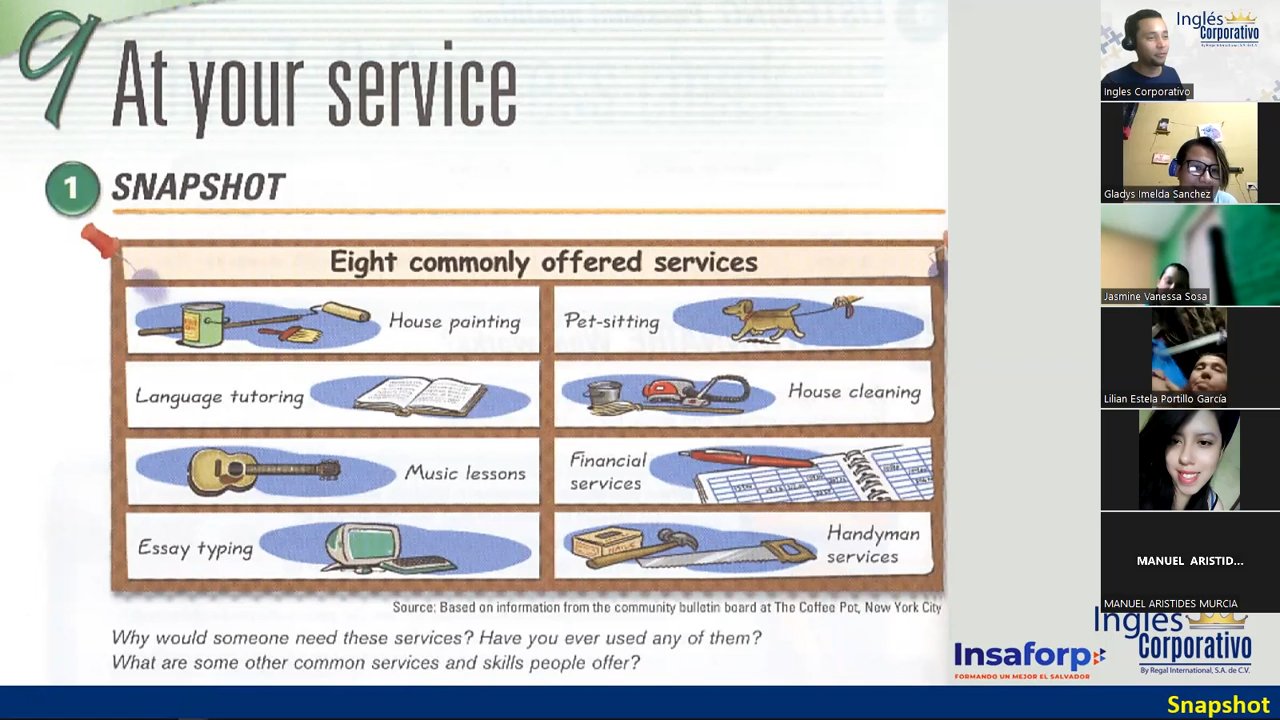 9 At your service
1 SNAPSHOT
Eight commonly offered services
House painting
Pet-sitting
Language tutoring
House cleaning
Music lessons
Financial
services
Essay typing
Handyman
services
Source: Based on information from the community bulletin board at The Coffee Pot, New York City
Why would someone need these services? Have you ever used any of them?
What are some other common services and skills people offer?
Inglés
Corporativo
By Regal International, S.A. de C.V.
Ingles Corporativo
Gladys Imelda Sanchez
Jasmine Vanessa Sosa
Lilian Estela Portillo García
MANUEL ARISTID...
MANUEL ARISTIDES MURCIA
Insaforp
FORMANDO UN MEJOR EL SALVADOR
Inglés
Corporativo
By Regal International, S.A. de C.V.
Snapshot